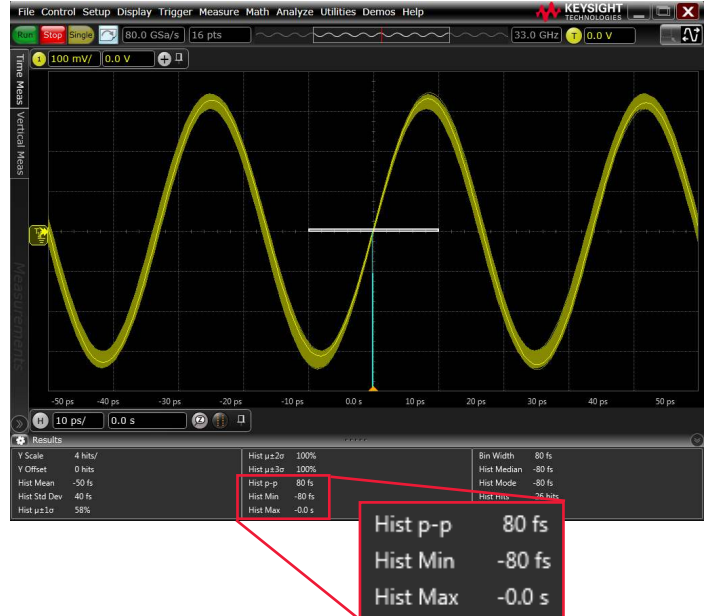 File Control Setup Display Trigger Measure Math Analyze Utilities Demos Help
KEYSIGHT
TECHNOLOGIES
Run Stop Single 80.0 GSa/s 16 pts 33.0 GHz T 0.0 V
1 100 mV/ 0.0 V
Time Meas
Vertical Meas
Measurements
-50 ps -40 ps -30 ps -20 ps -10 ps 0.0 s 10 ps 20 ps 30 ps 40 ps 50 ps
H 10 ps/ 0.0 s
Results
Y Scale 4 hits/
Y Offset 0 hits
Hist Mean -50 fs
Hist Std Dev 40 fs
Hist µ±1σ 58%
Hist µ±2σ 100%
Hist µ±3σ 100%
Hist p-p 80 fs
Hist Min -80 fs
Hist Max -0.0 s
Bin Width 80 fs
Hist Median -80 fs
Hist Mode -80 fs
Hist Hits 26 hits
Hist p-p 80 fs
Hist Min -80 fs
Hist Max -0.0 s